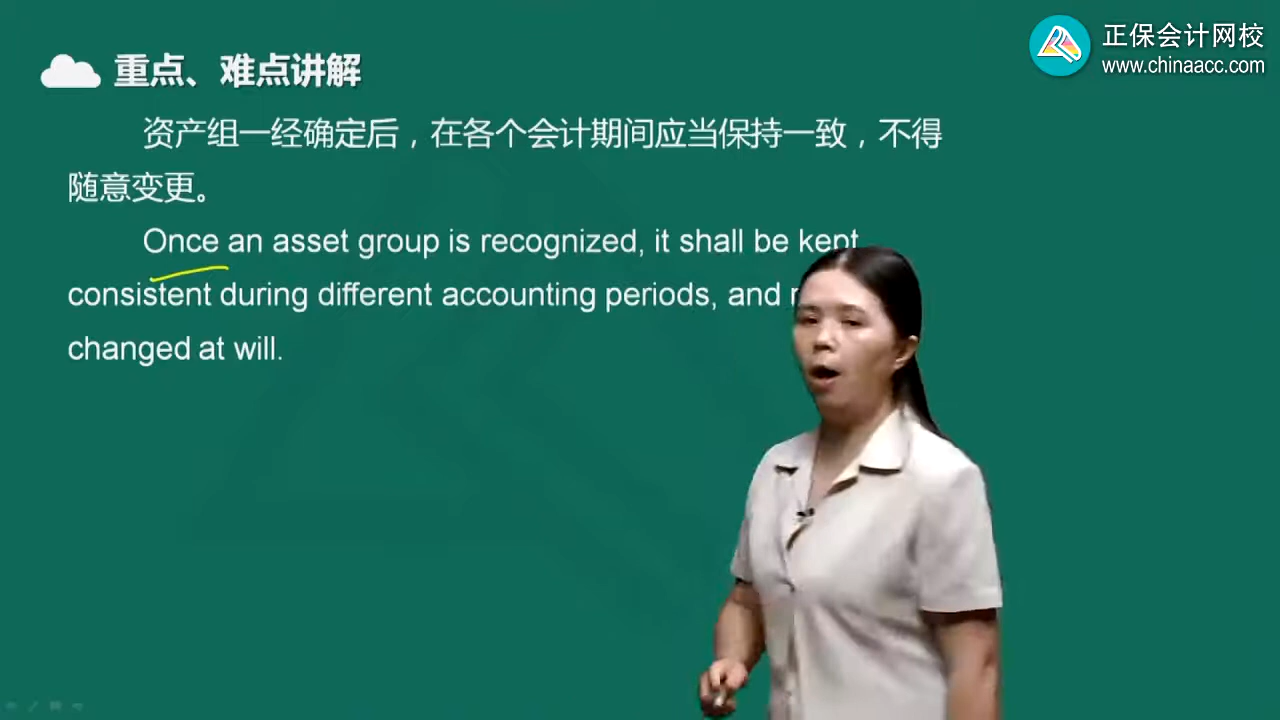 正保会计网校
www.chinaacc.com
重点、难点讲解
资产组一经确定后，在各个会计期间应当保持一致，不得
随意变更。
Once an asset group is recognized, it shall be kept
consistent during different accounting periods, and
changed at will.